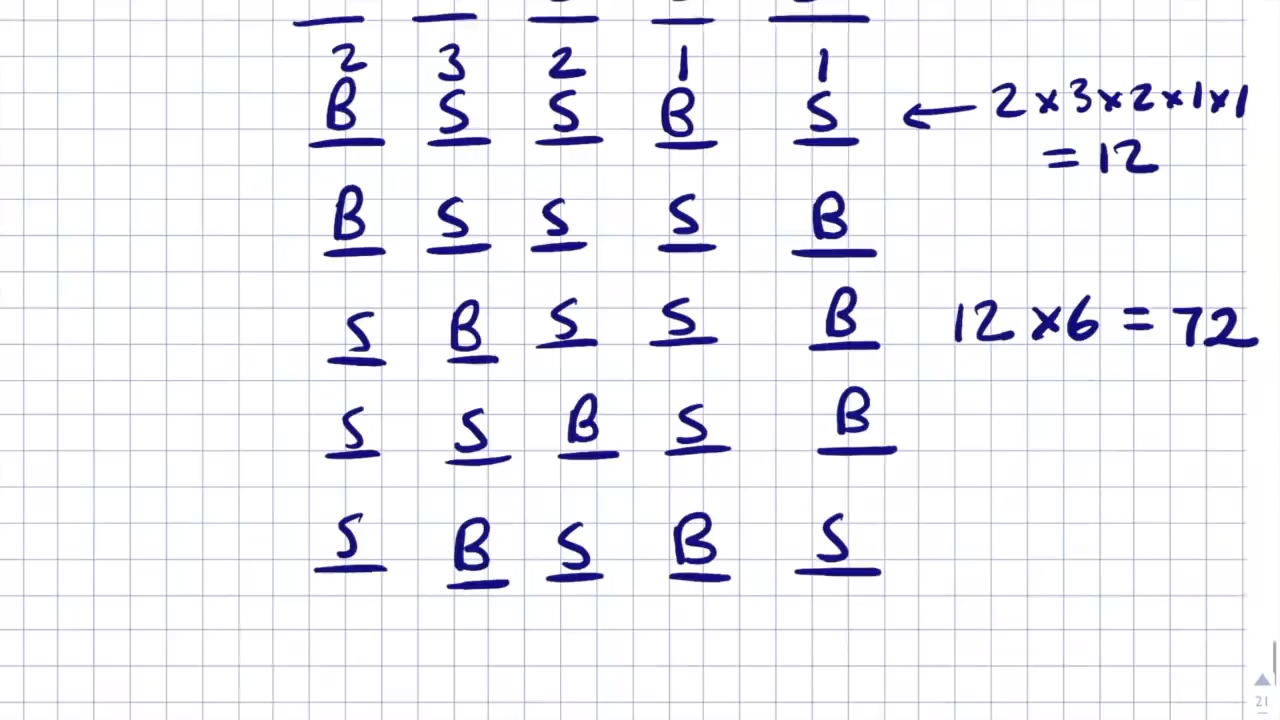 2 3 2 1 1
B S S B S ← 2×3×2×1×1
= 12
B S S S B
S B S S B 12 × 6 = 72
S S B S B
S B S B S
21